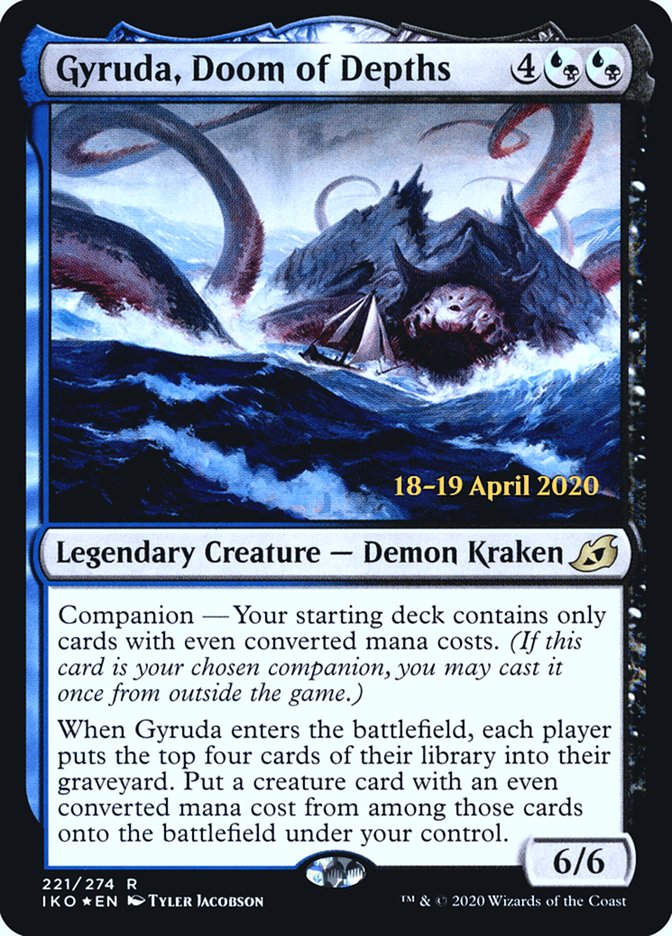 Gyruda, Doom of Depths 4
18-19 April 2020
Legendary Creature — Demon Kraken
Companion — Your starting deck contains only
cards with even converted mana costs. (If this
card is your chosen companion, you may cast it
once from outside the game.)
When Gyruda enters the battlefield, each player
puts the top four cards of their library into their
graveyard. Put a creature card with an even
converted mana cost from among those cards
onto the battlefield under your control.
6/6
221/274 R
IKO ★ EN Tyler Jacobson
™ & © 2020 Wizards of the Coast